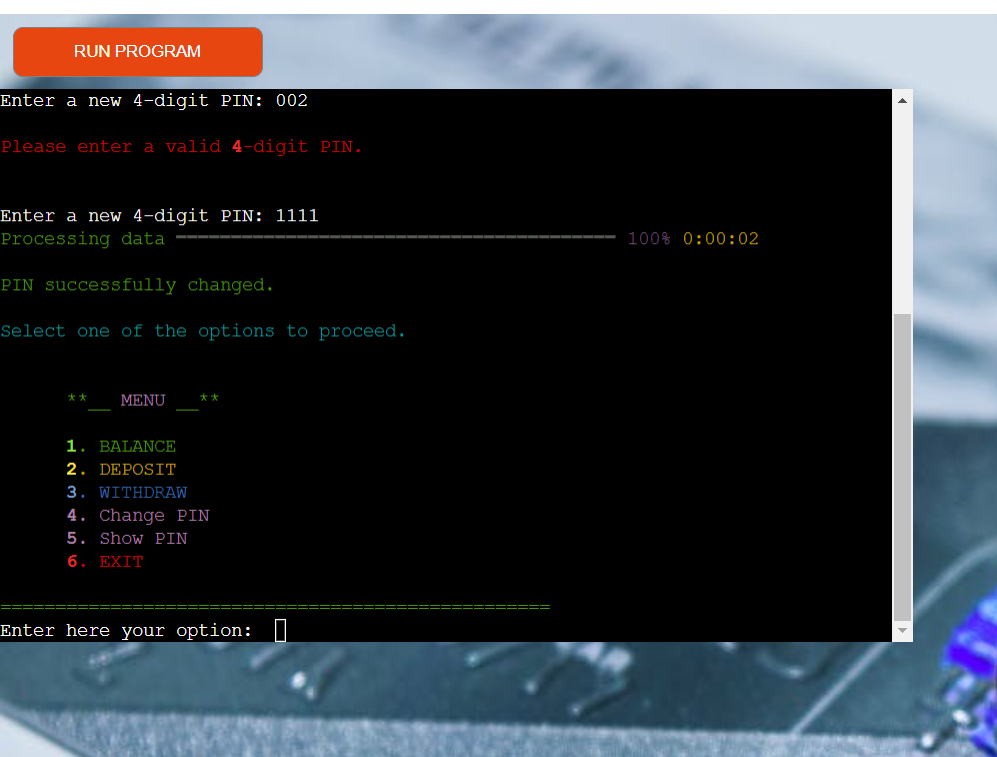 RUN PROGRAM
Enter a new 4-digit PIN: 002
Please enter a valid 4-digit PIN.
Enter a new 4-digit PIN: 1111
Processing data ━━━━━━━━━━━━━━━━━━━━━━━━━━━━━━━━━━━━━━━━ 100% 0:00:02
PIN successfully changed.
Select one of the options to proceed.
**__ MENU __**
1. BALANCE
2. DEPOSIT
3. WITHDRAW
4. Change PIN
5. Show PIN
6. EXIT
==================================================
Enter here your option: